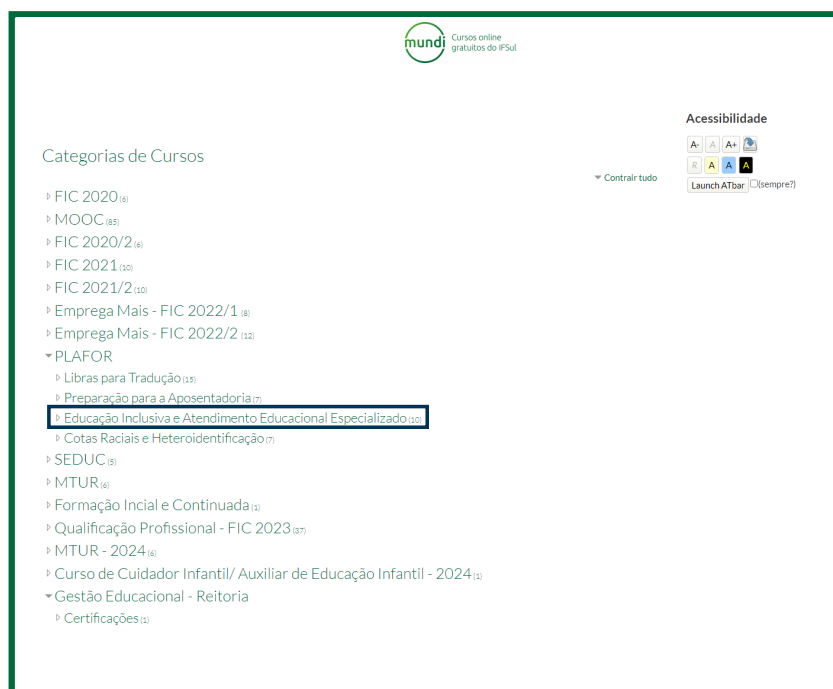 mundi
Cursos online
gratuitos do IFSul
Acessibilidade
A- A A+
R A A A
Launch ATbar (sempre?)
Categorias de Cursos
Contrair tudo
FIC 2020 (6)
MOOC (85)
FIC 2020/2 (6)
FIC 2021 (10)
FIC 2021/2 (10)
Emprega Mais - FIC 2022/1 (8)
Emprega Mais - FIC 2022/2 (12)
PLAFOR
Libras para Tradução (15)
Preparação para a Aposentadoria (7)
Educação Inclusiva e Atendimento Educacional Especializado (10)
Cotas Raciais e Heteroidentificação (7)
SEDUC (5)
MTUR (6)
Formação Incial e Continuada (1)
Qualificação Profissional - FIC 2023 (37)
MTUR - 2024 (6)
Curso de Cuidador Infantil/ Auxiliar de Educação Infantil - 2024 (1)
Gestão Educacional - Reitoria
Certificações (1)